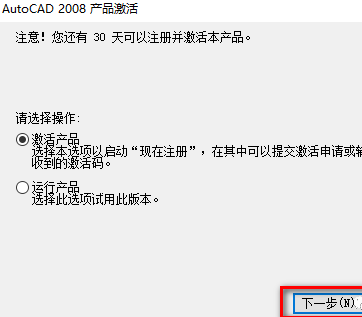 AutoCAD 2008 产品激活
注意！您还有 30 天可以注册并激活本产品。
请选择操作:
激活产品
选择本选项以启动“现在注册”，在其中可以提交激活申请或输
收到的激活码。
运行产品
选择此选项试用此版本。
下一步(N)